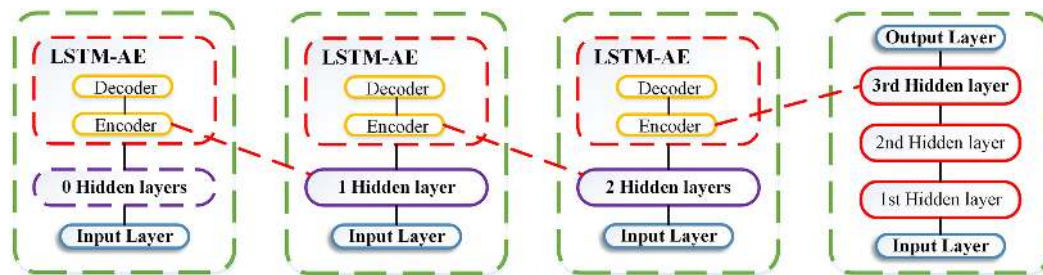 LSTM-AE
Decoder
Encoder
0 Hidden layers
Input Layer
LSTM-AE
Decoder
Encoder
1 Hidden layer
Input Layer
LSTM-AE
Decoder
Encoder
2 Hidden layers
Input Layer
Output Layer
3rd Hidden layer
2nd Hidden layer
1st Hidden layer
Input Layer